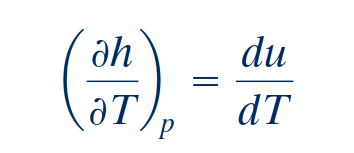 (∂h/∂T)_p = du/dT